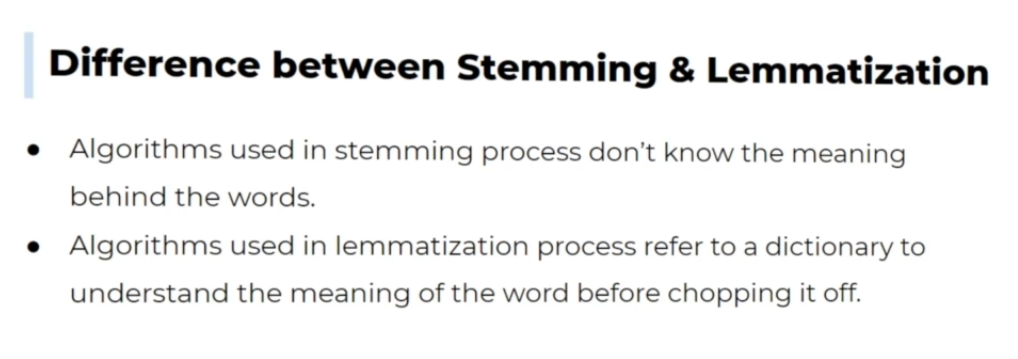 Difference between Stemming & Lemmatization
● Algorithms used in stemming process don’t know the meaning
behind the words.
● Algorithms used in lemmatization process refer to a dictionary to
understand the meaning of the word before chopping it off.